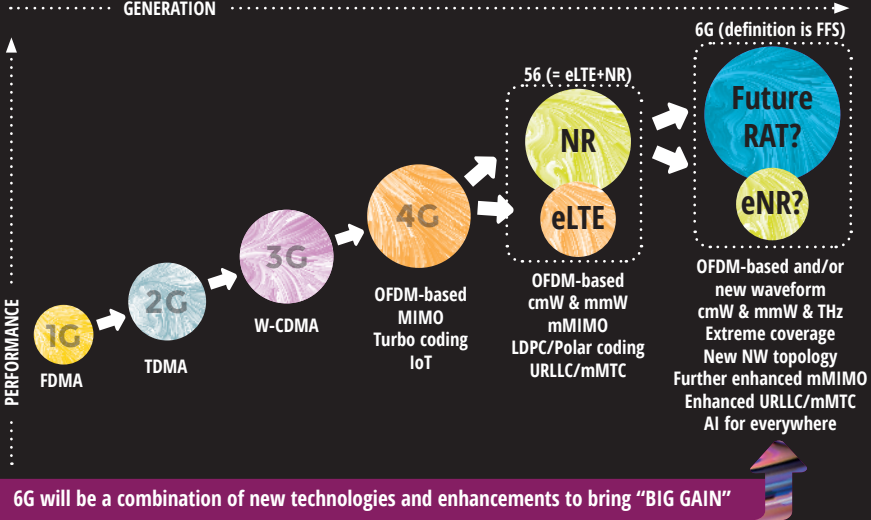 GENERATION
PERFORMANCE
1G
FDMA
2G
TDMA
3G
W-CDMA
4G
OFDM-based
MIMO
Turbo coding
IoT
56 (= eLTE+NR)
NR
eLTE
OFDM-based
cmW & mmW
mMIMO
LDPC/Polar coding
URLLC/mMTC
6G (definition is FFS)
Future
RAT?
eNR?
OFDM-based and/or
new waveform
cmW & mmW & THz
Extreme coverage
New NW topology
Further enhanced mMIMO
Enhanced URLLC/mMTC
AI for everywhere
6G will be a combination of new technologies and enhancements to bring “BIG GAIN”